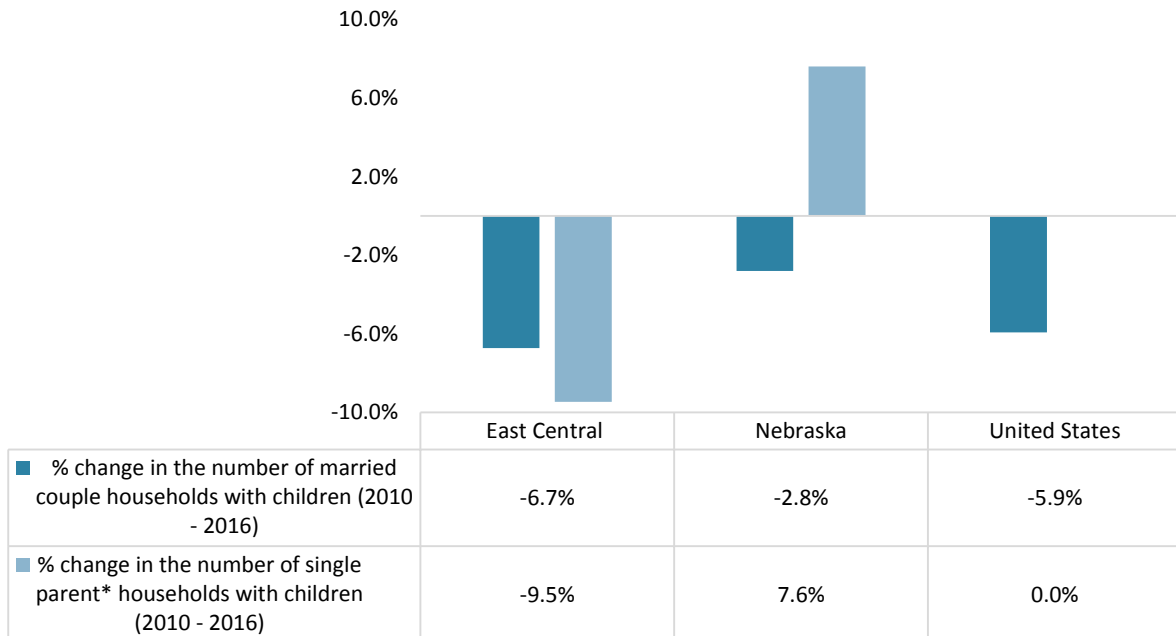 10.0%
6.0%
2.0%
-2.0%
-6.0%
-10.0%
East Central Nebraska United States
% change in the number of married
couple households with children (2010
- 2016)
-6.7% -2.8% -5.9%
% change in the number of single
parent* households with children
(2010 - 2016)
-9.5% 7.6% 0.0%